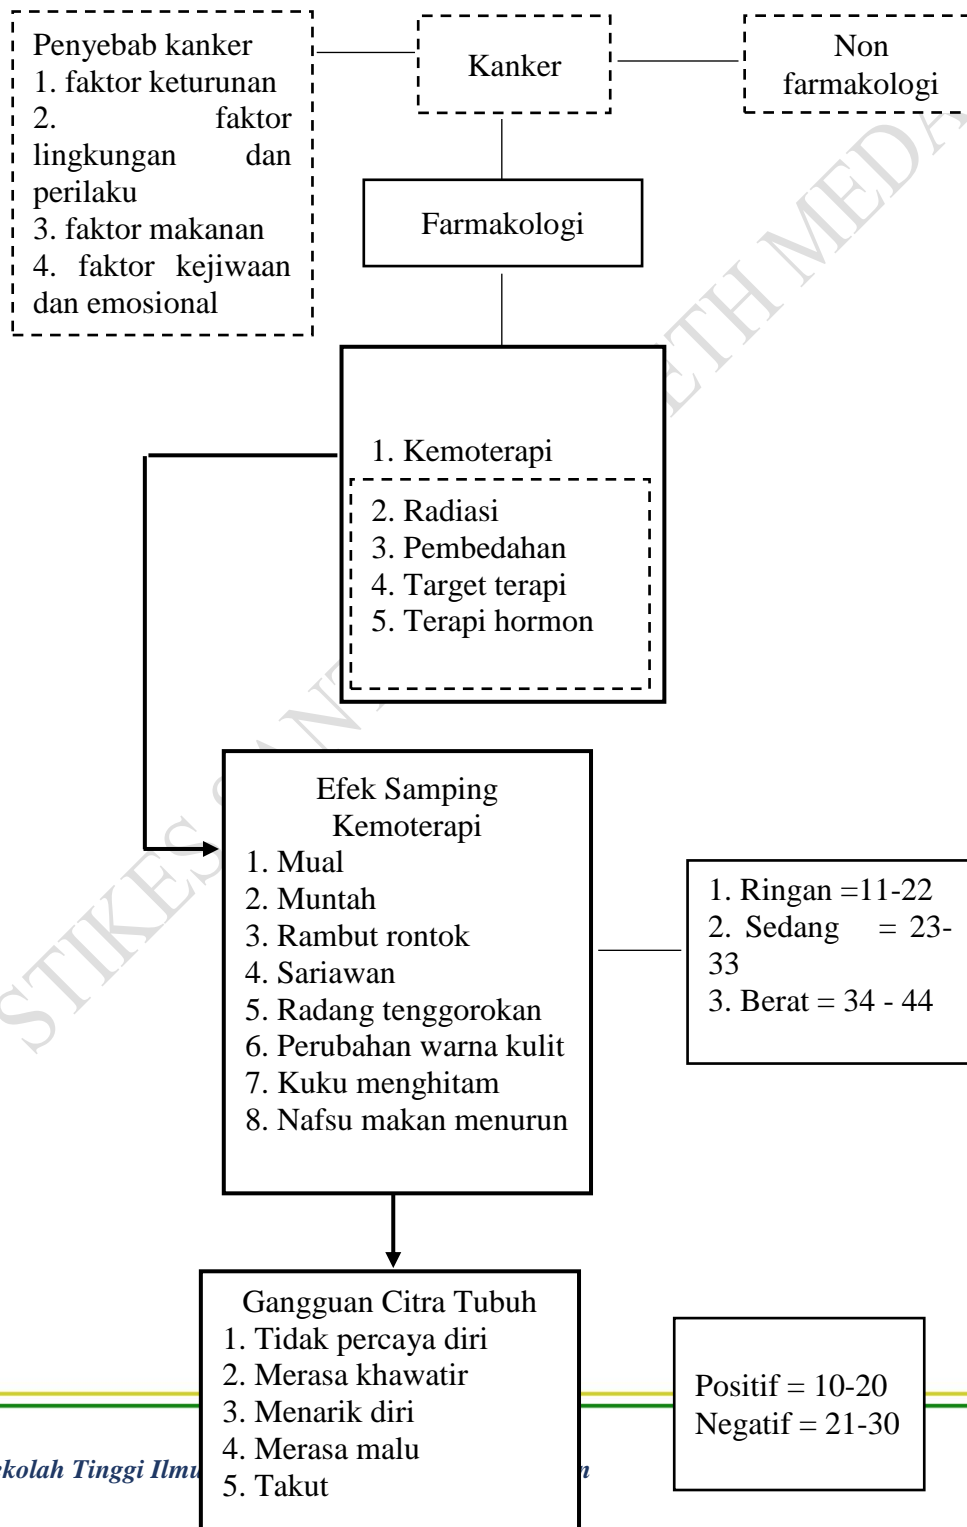 Penyebab kanker
1. faktor keturunan
2. faktor
lingkungan dan
perilaku
3. faktor makanan
4. faktor kejiwaan
dan emosional
Kanker
Non
farmakologi
Farmakologi
1. Kemoterapi
2. Radiasi
3. Pembedahan
4. Target terapi
5. Terapi hormon
Efek Samping
Kemoterapi
1. Mual
2. Muntah
3. Rambut rontok
4. Sariawan
5. Radang tenggorokan
6. Perubahan warna kulit
7. Kuku menghitam
8. Nafsu makan menurun
1. Ringan =11-22
2. Sedang = 23-
33
3. Berat = 34 - 44
Gangguan Citra Tubuh
1. Tidak percaya diri
2. Merasa khawatir
3. Menarik diri
4. Merasa malu
5. Takut
Positif = 10-20
Negatif = 21-30
STIKES
Tinggi